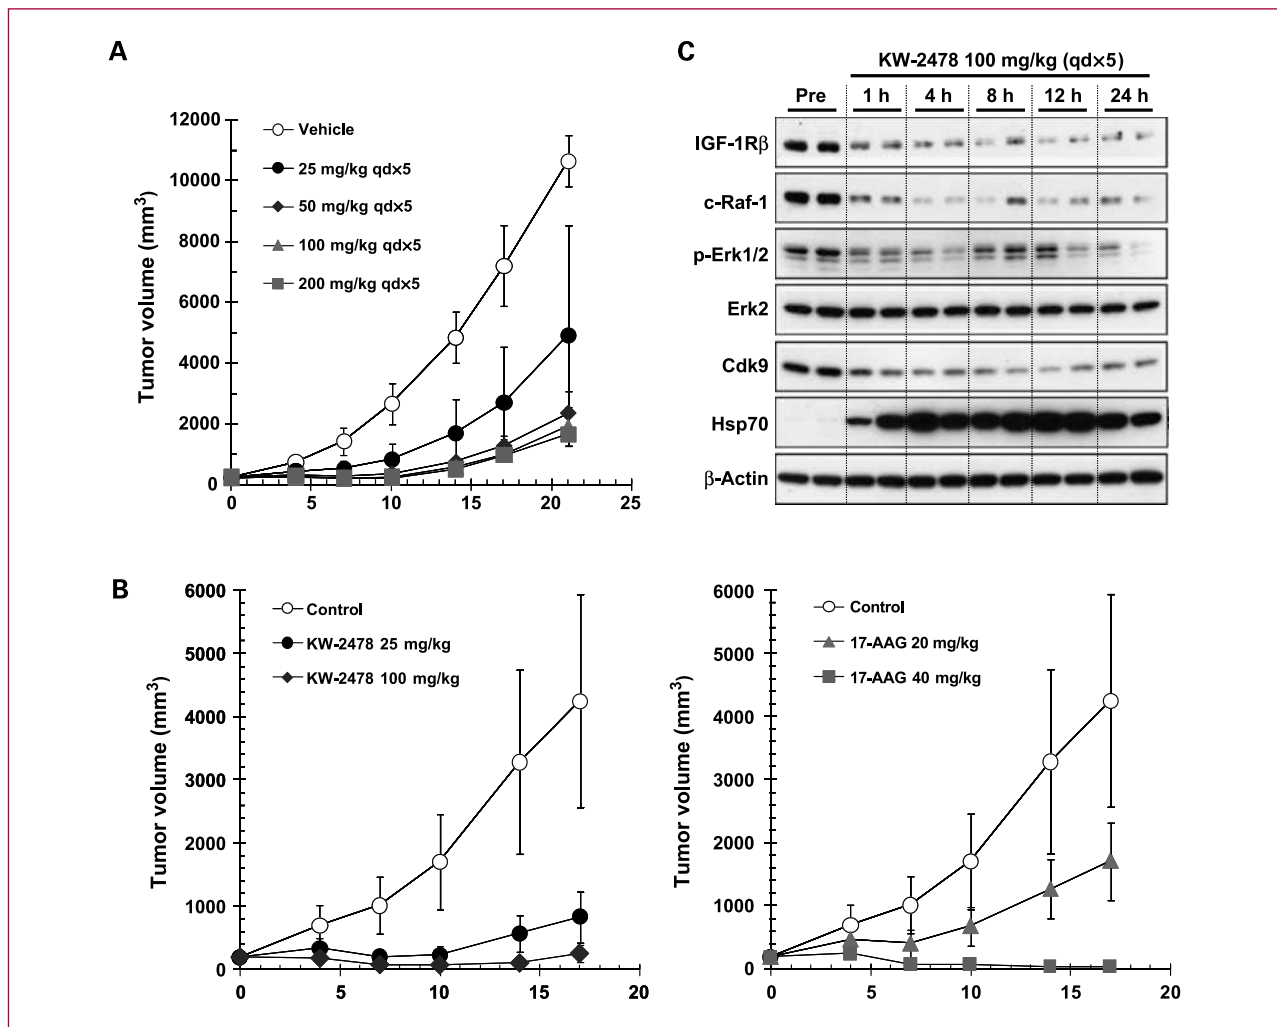 A
Tumor volume (mm³)
12000
10000
8000
6000
4000
2000
0
0 5 10 15 20 25
Vehicle
25 mg/kg qd×5
50 mg/kg qd×5
100 mg/kg qd×5
200 mg/kg qd×5
C
KW-2478 100 mg/kg (qd×5)
Pre 1 h 4 h 8 h 12 h 24 h
IGF-1Rβ
c-Raf-1
p-Erk1/2
Erk2
Cdk9
Hsp70
β-Actin
B
Tumor volume (mm³)
6000
5000
4000
3000
2000
1000
0
0 5 10 15 20
Control
KW-2478 25 mg/kg
KW-2478 100 mg/kg
Tumor volume (mm³)
6000
5000
4000
3000
2000
1000
0
0 5 10 15 20
Control
17-AAG 20 mg/kg
17-AAG 40 mg/kg